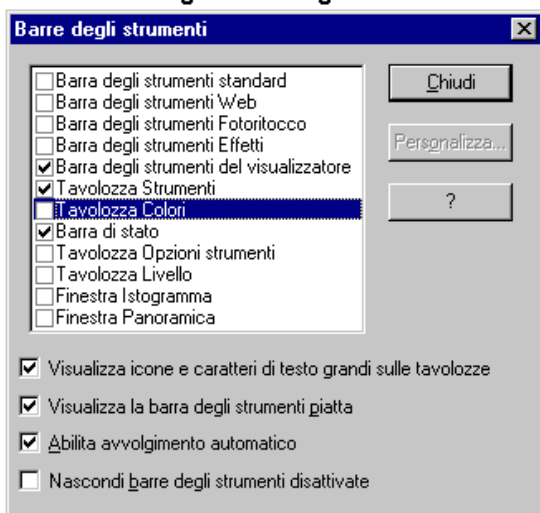 Barre degli strumenti
Barra degli strumenti standard
Barra degli strumenti Web
Barra degli strumenti Fotoritocco
Barra degli strumenti Effetti
Barra degli strumenti del visualizzatore
Tavolozza Strumenti
Tavolozza Colori
Barra di stato
Tavolozza Opzioni strumenti
Tavolozza Livello
Finestra Istogramma
Finestra Panoramica
Chiudi
Personalizza...
?
Visualizza icone e caratteri di testo grandi sulle tavolozze
Visualizza la barra degli strumenti piatta
Abilita avvolgimento automatico
Nascondi barre degli strumenti disattivate